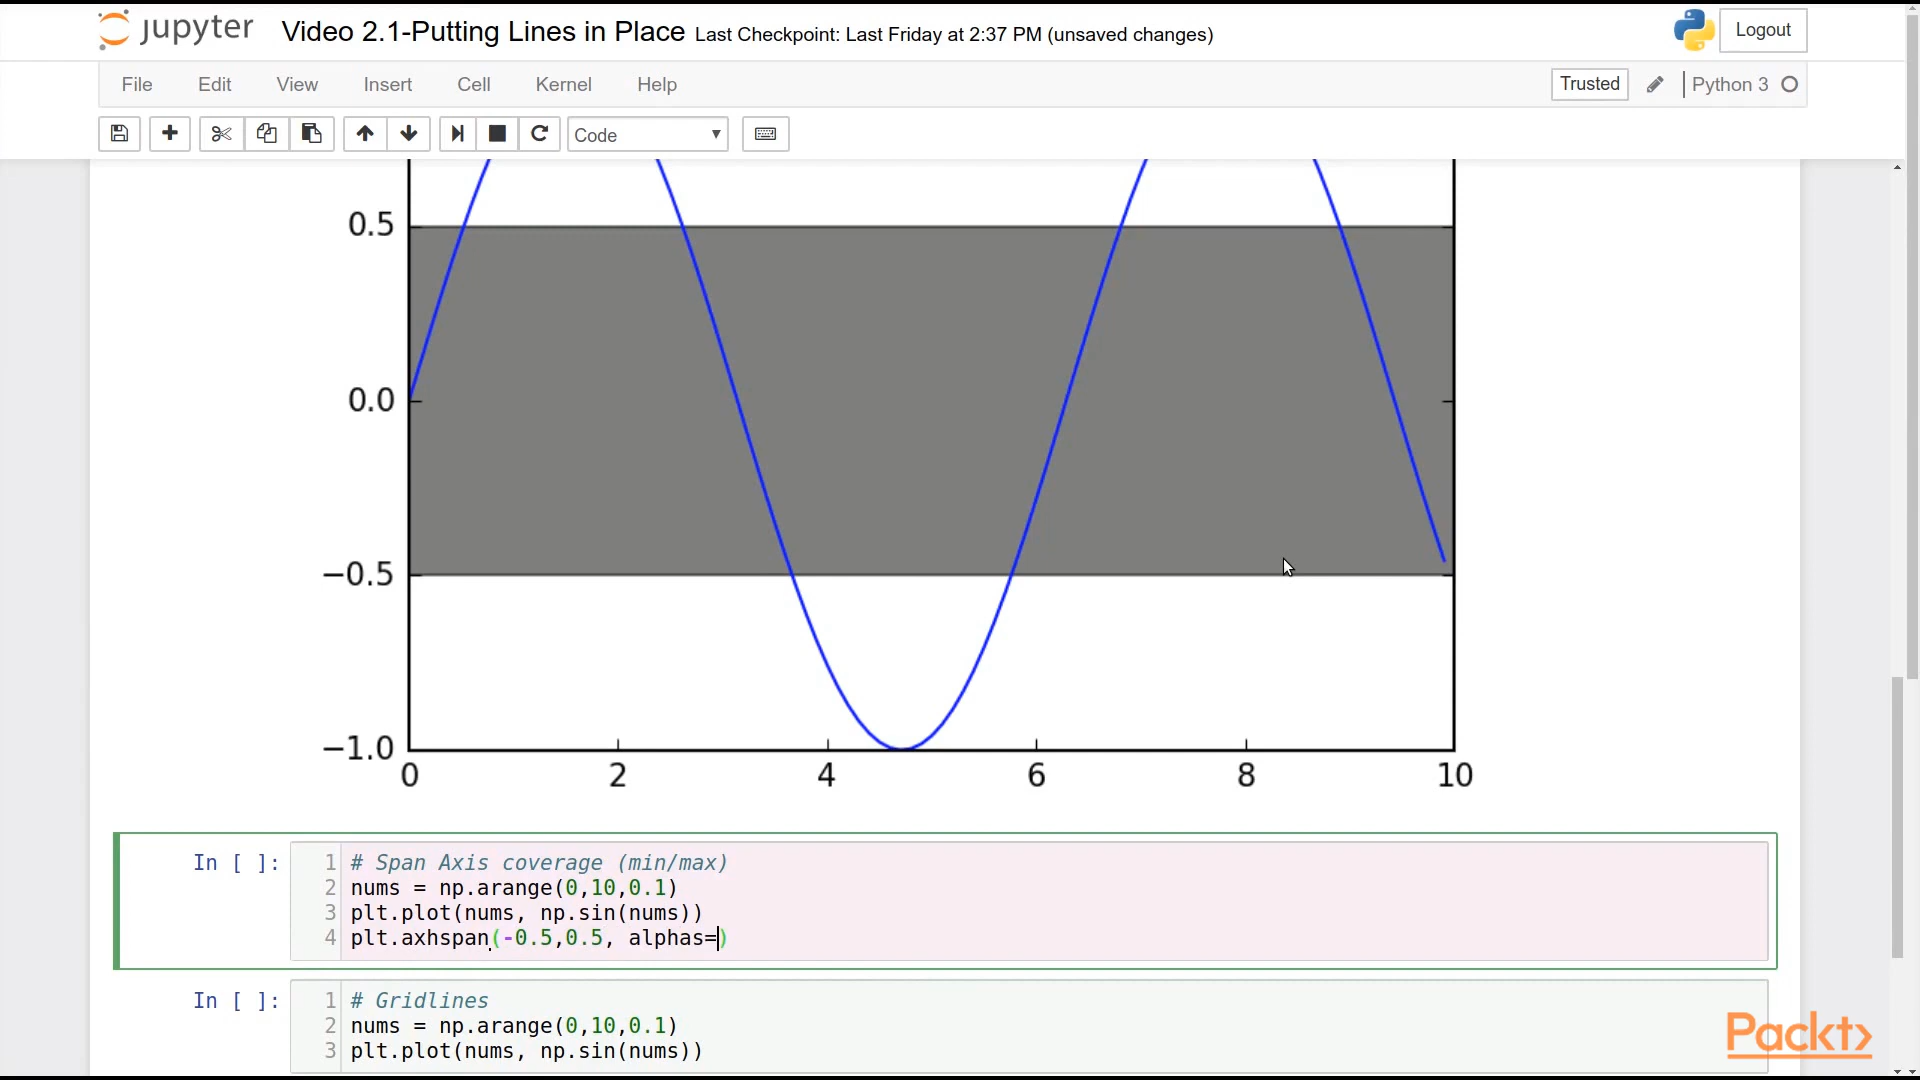 jupyter Video 2.1-Putting Lines in Place Last Checkpoint: Last Friday at 2:37 PM (unsaved changes) Logout
File Edit View Insert Cell Kernel Help Trusted Python 3
Code
0.5
0.0
−0.5
−1.0
0 2 4 6 8 10
In [ ]: 1 # Span Axis coverage (min/max)
2 nums = np.arange(0,10,0.1)
3 plt.plot(nums, np.sin(nums))
4 plt.axhspan(-0.5,0.5, alphas=)
In [ ]: 1 # Gridlines
2 nums = np.arange(0,10,0.1)
3 plt.plot(nums, np.sin(nums))
Packt